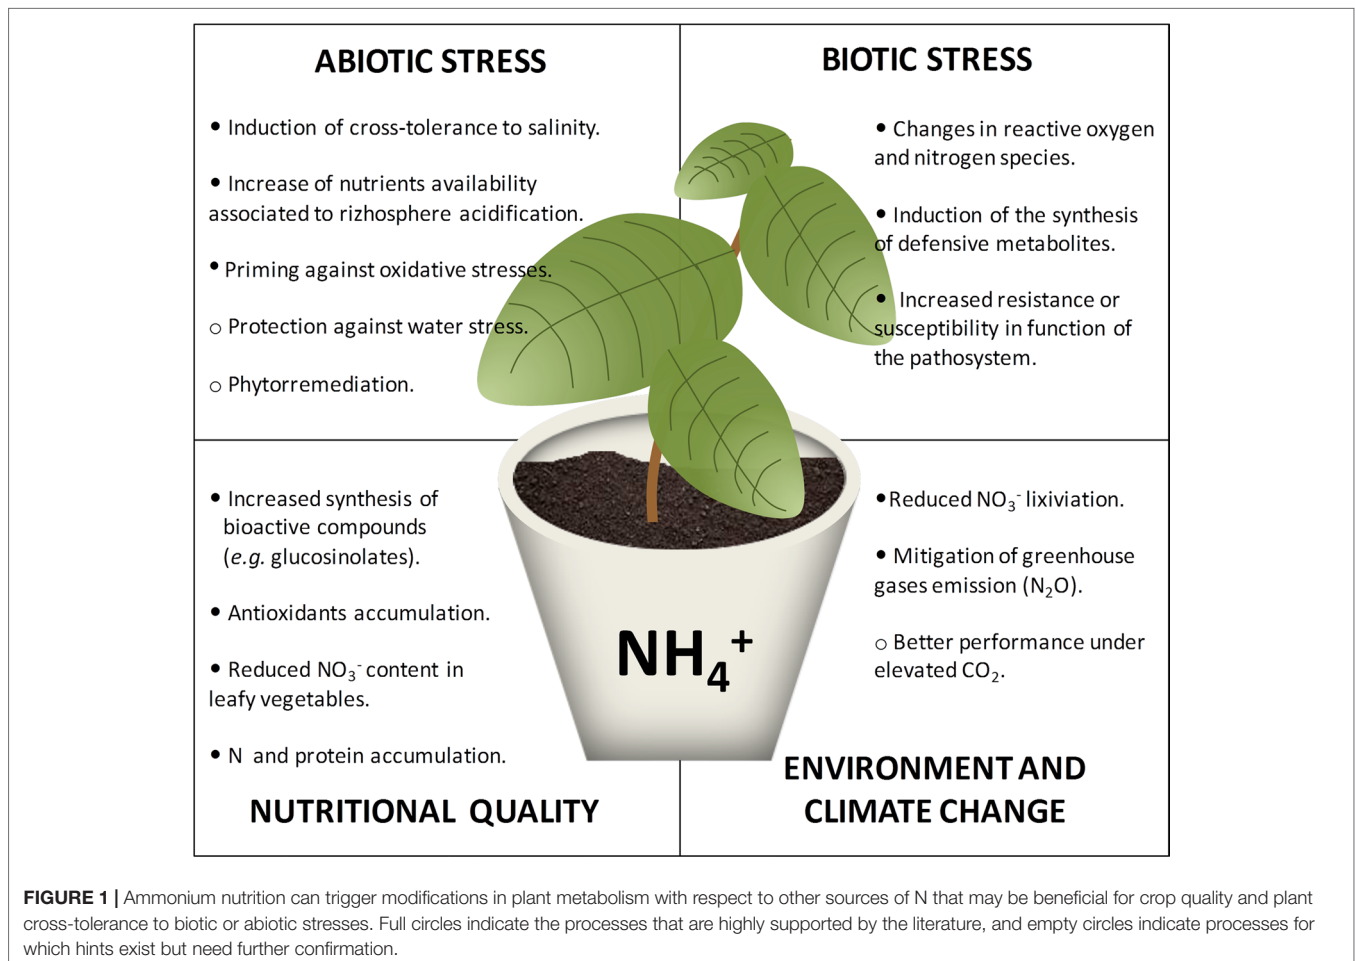 ABIOTIC STRESS
• Induction of cross-tolerance to salinity.
• Increase of nutrients availability
associated to rizhosphere acidification.
• Priming against oxidative stresses.
o Protection against water stress.
o Phytorremediation.
BIOTIC STRESS
• Changes in reactive oxygen
and nitrogen species.
• Induction of the synthesis
of defensive metabolites.
• Increased resistance or
susceptibility in function of
the pathosystem.
• Increased synthesis of
bioactive compounds
(e.g. glucosinolates).
• Antioxidants accumulation.
• Reduced NO₃⁻ content in
leafy vegetables.
• N and protein accumulation.
NUTRITIONAL QUALITY
NH₄⁺
•Reduced NO₃⁻ lixiviation.
• Mitigation of greenhouse
gases emission (N₂O).
o Better performance under
elevated CO₂.
ENVIRONMENT AND
CLIMATE CHANGE
FIGURE 1 | Ammonium nutrition can trigger modifications in plant metabolism with respect to other sources of N that may be beneficial for crop quality and plant
cross-tolerance to biotic or abiotic stresses. Full circles indicate the processes that are highly supported by the literature, and empty circles indicate processes for
which hints exist but need further confirmation.